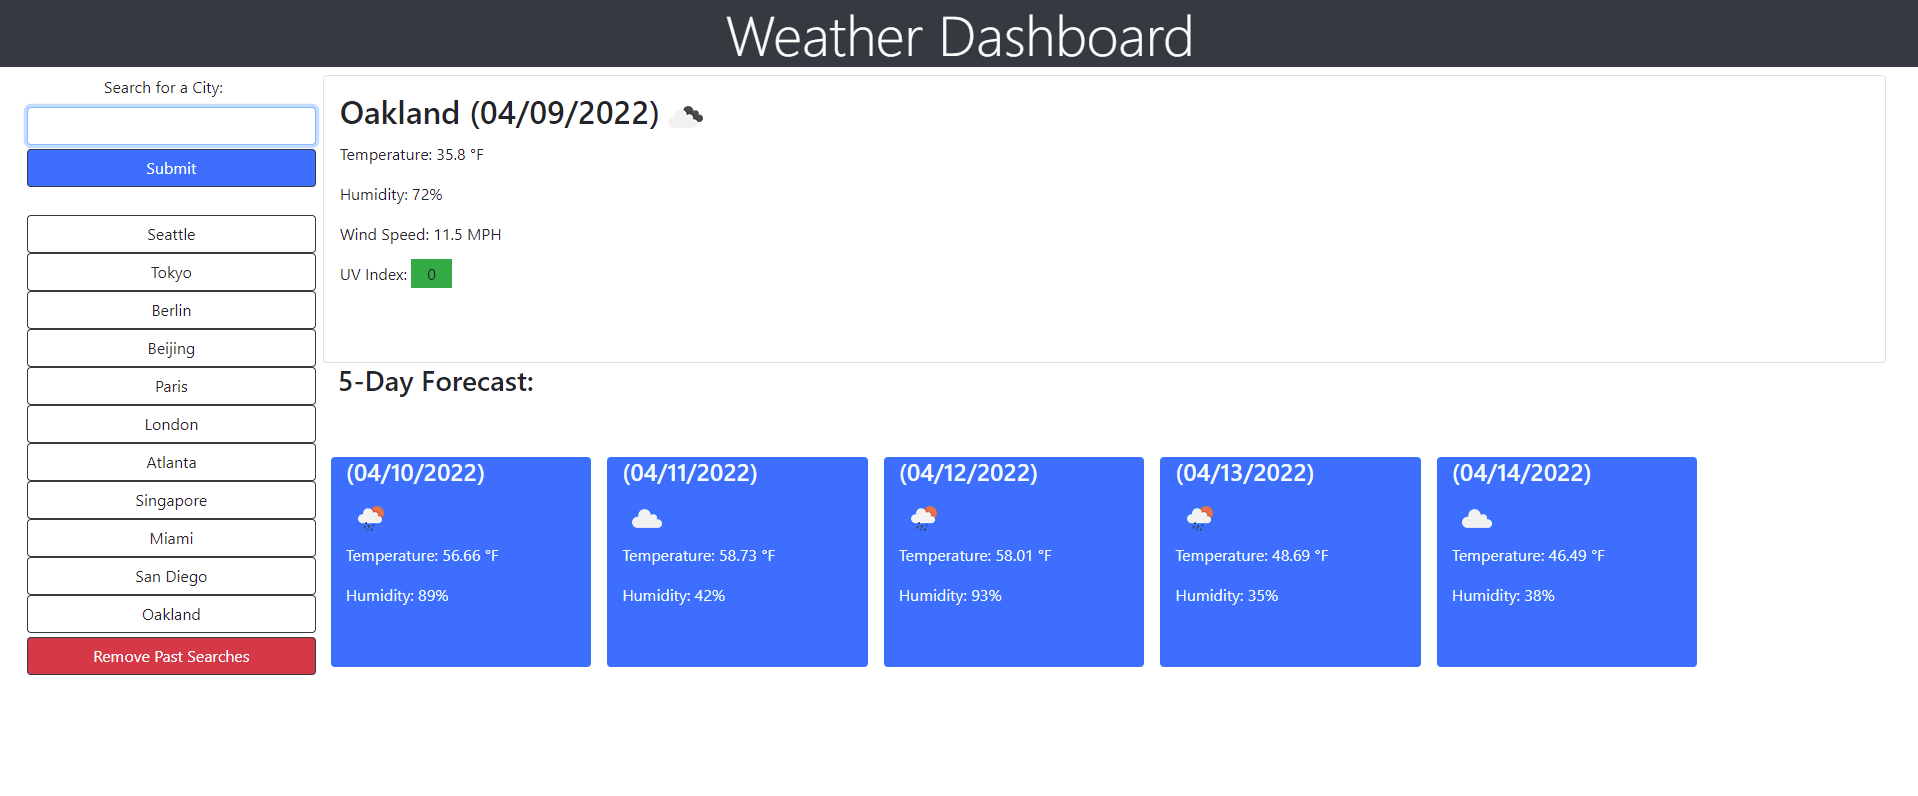 Weather Dashboard
Search for a City:
Submit
Seattle
Tokyo
Berlin
Beijing
Paris
London
Atlanta
Singapore
Miami
San Diego
Oakland
Remove Past Searches
Oakland (04/09/2022)
Temperature: 35.8 °F
Humidity: 72%
Wind Speed: 11.5 MPH
UV Index: 0
5-Day Forecast:
(04/10/2022)
Temperature: 56.66 °F
Humidity: 89%
(04/11/2022)
Temperature: 58.73 °F
Humidity: 42%
(04/12/2022)
Temperature: 58.01 °F
Humidity: 93%
(04/13/2022)
Temperature: 48.69 °F
Humidity: 35%
(04/14/2022)
Temperature: 46.49 °F
Humidity: 38%